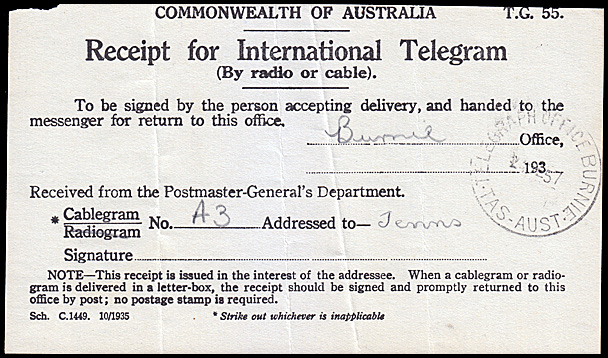 COMMONWEALTH OF AUSTRALIA T.G. 55.
Receipt for International Telegram
(By radio or cable).
To be signed by the person accepting delivery, and handed to the
messenger for return to this office.
Burnie Office,
193
TELEGRAPH OFFICE BURNIE
TAS-AUST
Received from the Postmaster-General's Department.
* Cablegram
Radiogram No. A3 Addressed to— Jenns
Signature
NOTE—This receipt is issued in the interest of the addressee. When a cablegram or radio-
gram is delivered in a letter-box, the receipt should be signed and promptly returned to this
office by post; no postage stamp is required.
Sch. C.1449. 10/1935 * Strike out whichever is inapplicable